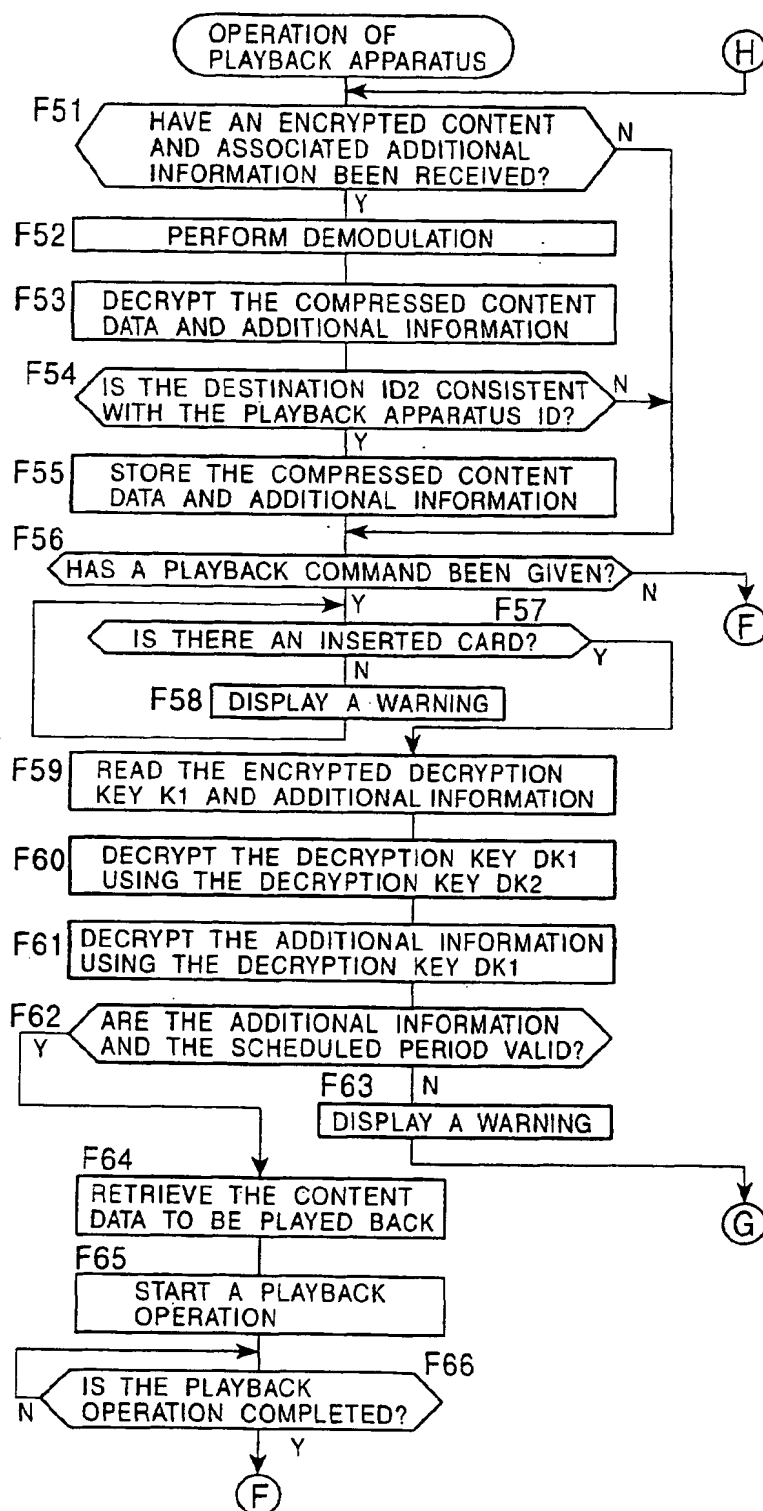 OPERATION OF
PLAYBACK APPARATUS
H
F51
HAVE AN ENCRYPTED CONTENT
AND ASSOCIATED ADDITIONAL
INFORMATION BEEN RECEIVED?
N
Y
F52
PERFORM DEMODULATION
F53
DECRYPT THE COMPRESSED CONTENT
DATA AND ADDITIONAL INFORMATION
F54
IS THE DESTINATION ID2 CONSISTENT
WITH THE PLAYBACK APPARATUS ID?
N
Y
F55
STORE THE COMPRESSED CONTENT
DATA AND ADDITIONAL INFORMATION
F56
HAS A PLAYBACK COMMAND BEEN GIVEN?
N
Y
F
F57
IS THERE AN INSERTED CARD?
Y
N
F58
DISPLAY A WARNING
F59
READ THE ENCRYPTED DECRYPTION
KEY K1 AND ADDITIONAL INFORMATION
F60
DECRYPT THE DECRYPTION KEY DK1
USING THE DECRYPTION KEY DK2
F61
DECRYPT THE ADDITIONAL INFORMATION
USING THE DECRYPTION KEY DK1
F62
ARE THE ADDITIONAL INFORMATION
AND THE SCHEDULED PERIOD VALID?
Y
N
F63
DISPLAY A WARNING
G
F64
RETRIEVE THE CONTENT
DATA TO BE PLAYED BACK
F65
START A PLAYBACK
OPERATION
F66
IS THE PLAYBACK
OPERATION COMPLETED?
N
Y
F